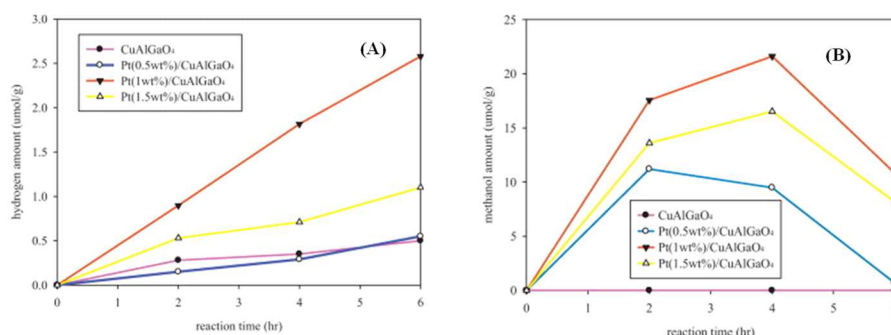 3.0
2.5
2.0
1.5
1.0
0.5
0.0
hydrogen amount (umol/g)
(A)
CuAlGaO₄
Pt(0.5wt%)/CuAlGaO₄
Pt(1wt%)/CuAlGaO₄
Pt(1.5wt%)/CuAlGaO₄
0 1 2 3 4 5 6
reaction time (hr)
25
20
15
10
5
0
methanol amount (umol/g)
(B)
CuAlGaO₄
Pt(0.5wt%)/CuAlGaO₄
Pt(1wt%)/CuAlGaO₄
Pt(1.5wt%)/CuAlGaO₄
0 1 2 3 4 5
reaction time (hr)